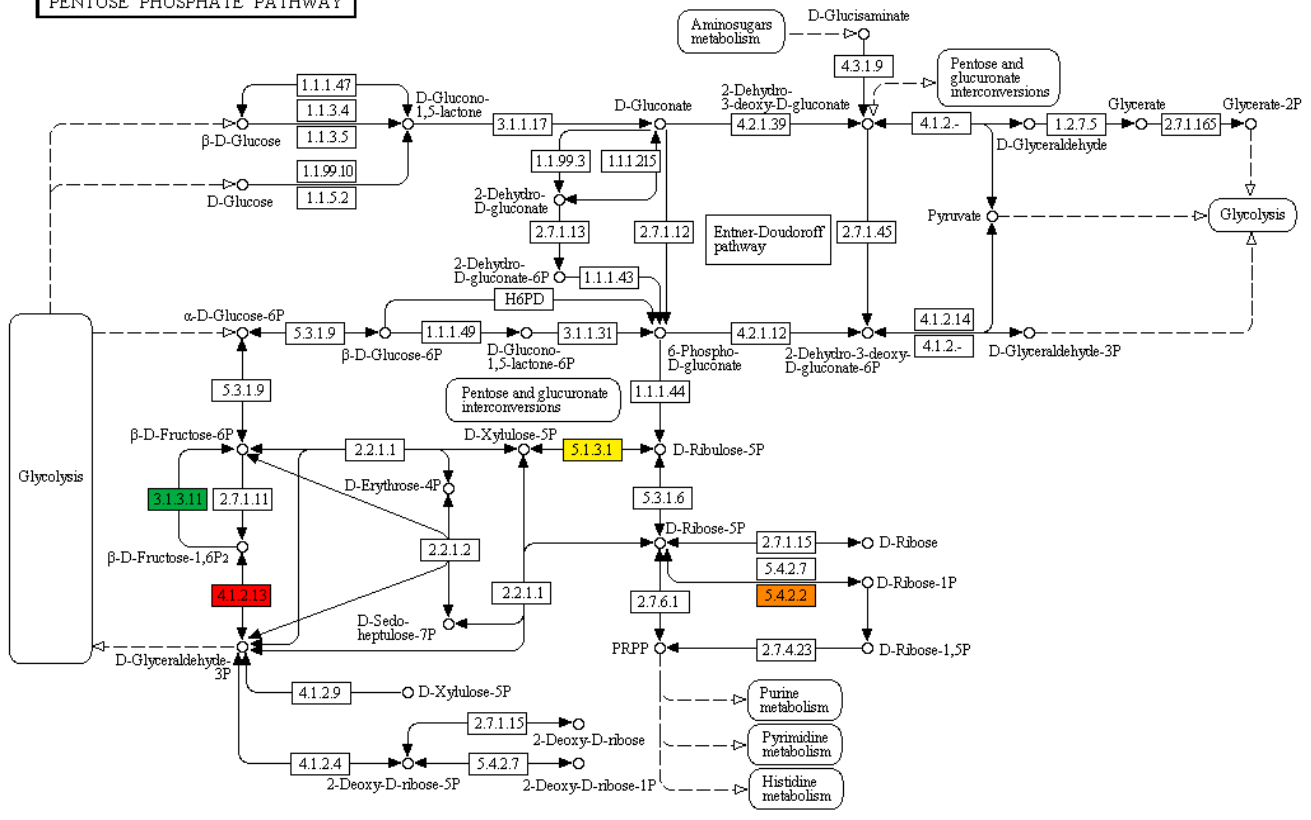 PENTOSE PHOSPHATE PATHWAY
Aminosugars
metabolism
D-Glucisaminate
4.3.1.9
Pentose and
glucuronate
interconversions
1.1.1.47
1.1.3.4
1.1.3.5
β-D-Glucose
D-Glucono-
1,5-lactone
3.1.1.17
D-Gluconate
2-Dehydro-
3-deoxy-D-gluconate
4.2.1.39
4.1.2.-
D-Glyceraldehyde
1.2.7.5
Glycerate
2.7.1.165
Glycerate-2P
1.1.99.10
D-Glucose
1.1.5.2
1.1.99.3
1.1.1.215
2-Dehydro-
D-gluconate
2.7.1.13
2.7.1.12
Entner-Doudoroff
pathway
2.7.1.45
Pyruvate
Glycolysis
2-Dehydro-
D-gluconate-6P
1.1.1.43
H6PD
α-D-Glucose-6P
5.3.1.9
β-D-Glucose-6P
1.1.1.49
D-Glucono-
1,5-lactone-6P
3.1.1.31
6-Phospho-
D-gluconate
4.2.1.12
2-Dehydro-3-deoxy-
D-gluconate-6P
4.1.2.14
4.1.2.-
D-Glyceraldehyde-3P
5.3.1.9
Pentose and glucuronate
interconversions
1.1.1.44
β-D-Fructose-6P
2.2.1.1
D-Xylulose-5P
5.1.3.1
D-Ribulose-5P
Glycolysis
3.1.3.11
2.7.1.11
D-Erythrose-4P
5.3.1.6
β-D-Fructose-1,6P2
2.2.1.2
D-Ribose-5P
2.7.1.15
D-Ribose
5.4.2.7
5.4.2.2
D-Ribose-1P
4.1.2.13
2.2.1.1
2.7.6.1
D-Sedo-
heptulose-7P
PRPP
2.7.4.23
D-Ribose-1,5P
D-Glyceraldehyde-
3P
4.1.2.9
D-Xylulose-5P
Purine
metabolism
2.7.1.15
2-Deoxy-D-ribose
Pyrimidine
metabolism
4.1.2.4
2-Deoxy-D-ribose-5P
5.4.2.7
2-Deoxy-D-ribose-1P
Histidine
metabolism